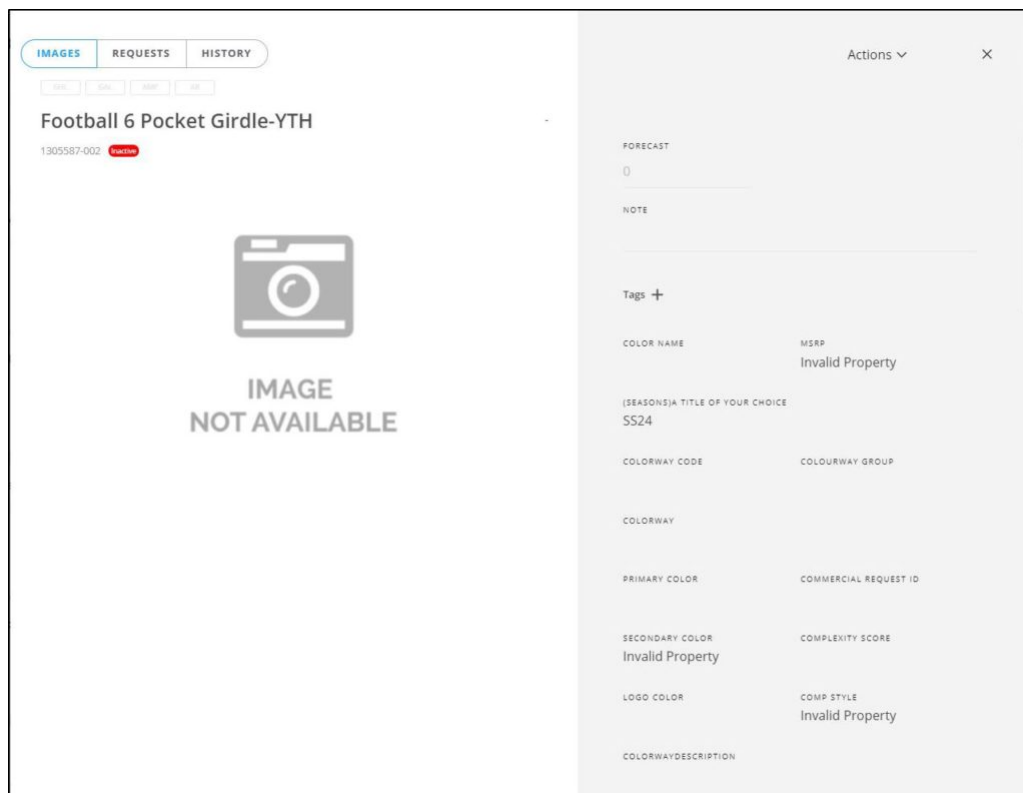 IMAGES REQUESTS HISTORY
Football 6 Pocket Girdle-YTH -
1305587-002 Inactive
IMAGE
NOT AVAILABLE
Actions
FORECAST
0
NOTE
Tags +
COLOR NAME MSRP
Invalid Property
(SEASONS)A TITLE OF YOUR CHOICE
SS24
COLORWAY CODE COLOURWAY GROUP
COLORWAY
PRIMARY COLOR COMMERCIAL REQUEST ID
SECONDARY COLOR COMPLEXITY SCORE
Invalid Property
LOGO COLOR COMP STYLE
Invalid Property
COLORWAYDESCRIPTION